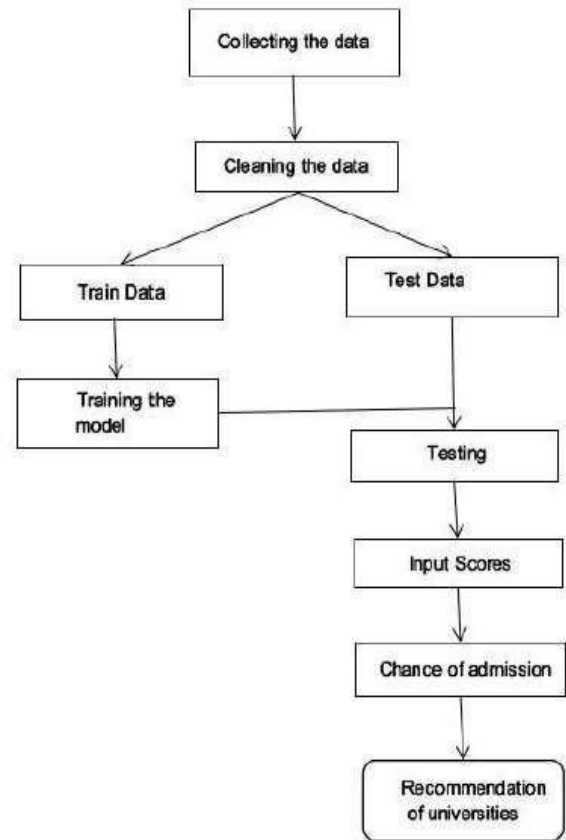 Collecting the data
Cleaning the data
Train Data
Test Data
Training the
model
Testing
Input Scores
Chance of admission
Recommendation
of universities